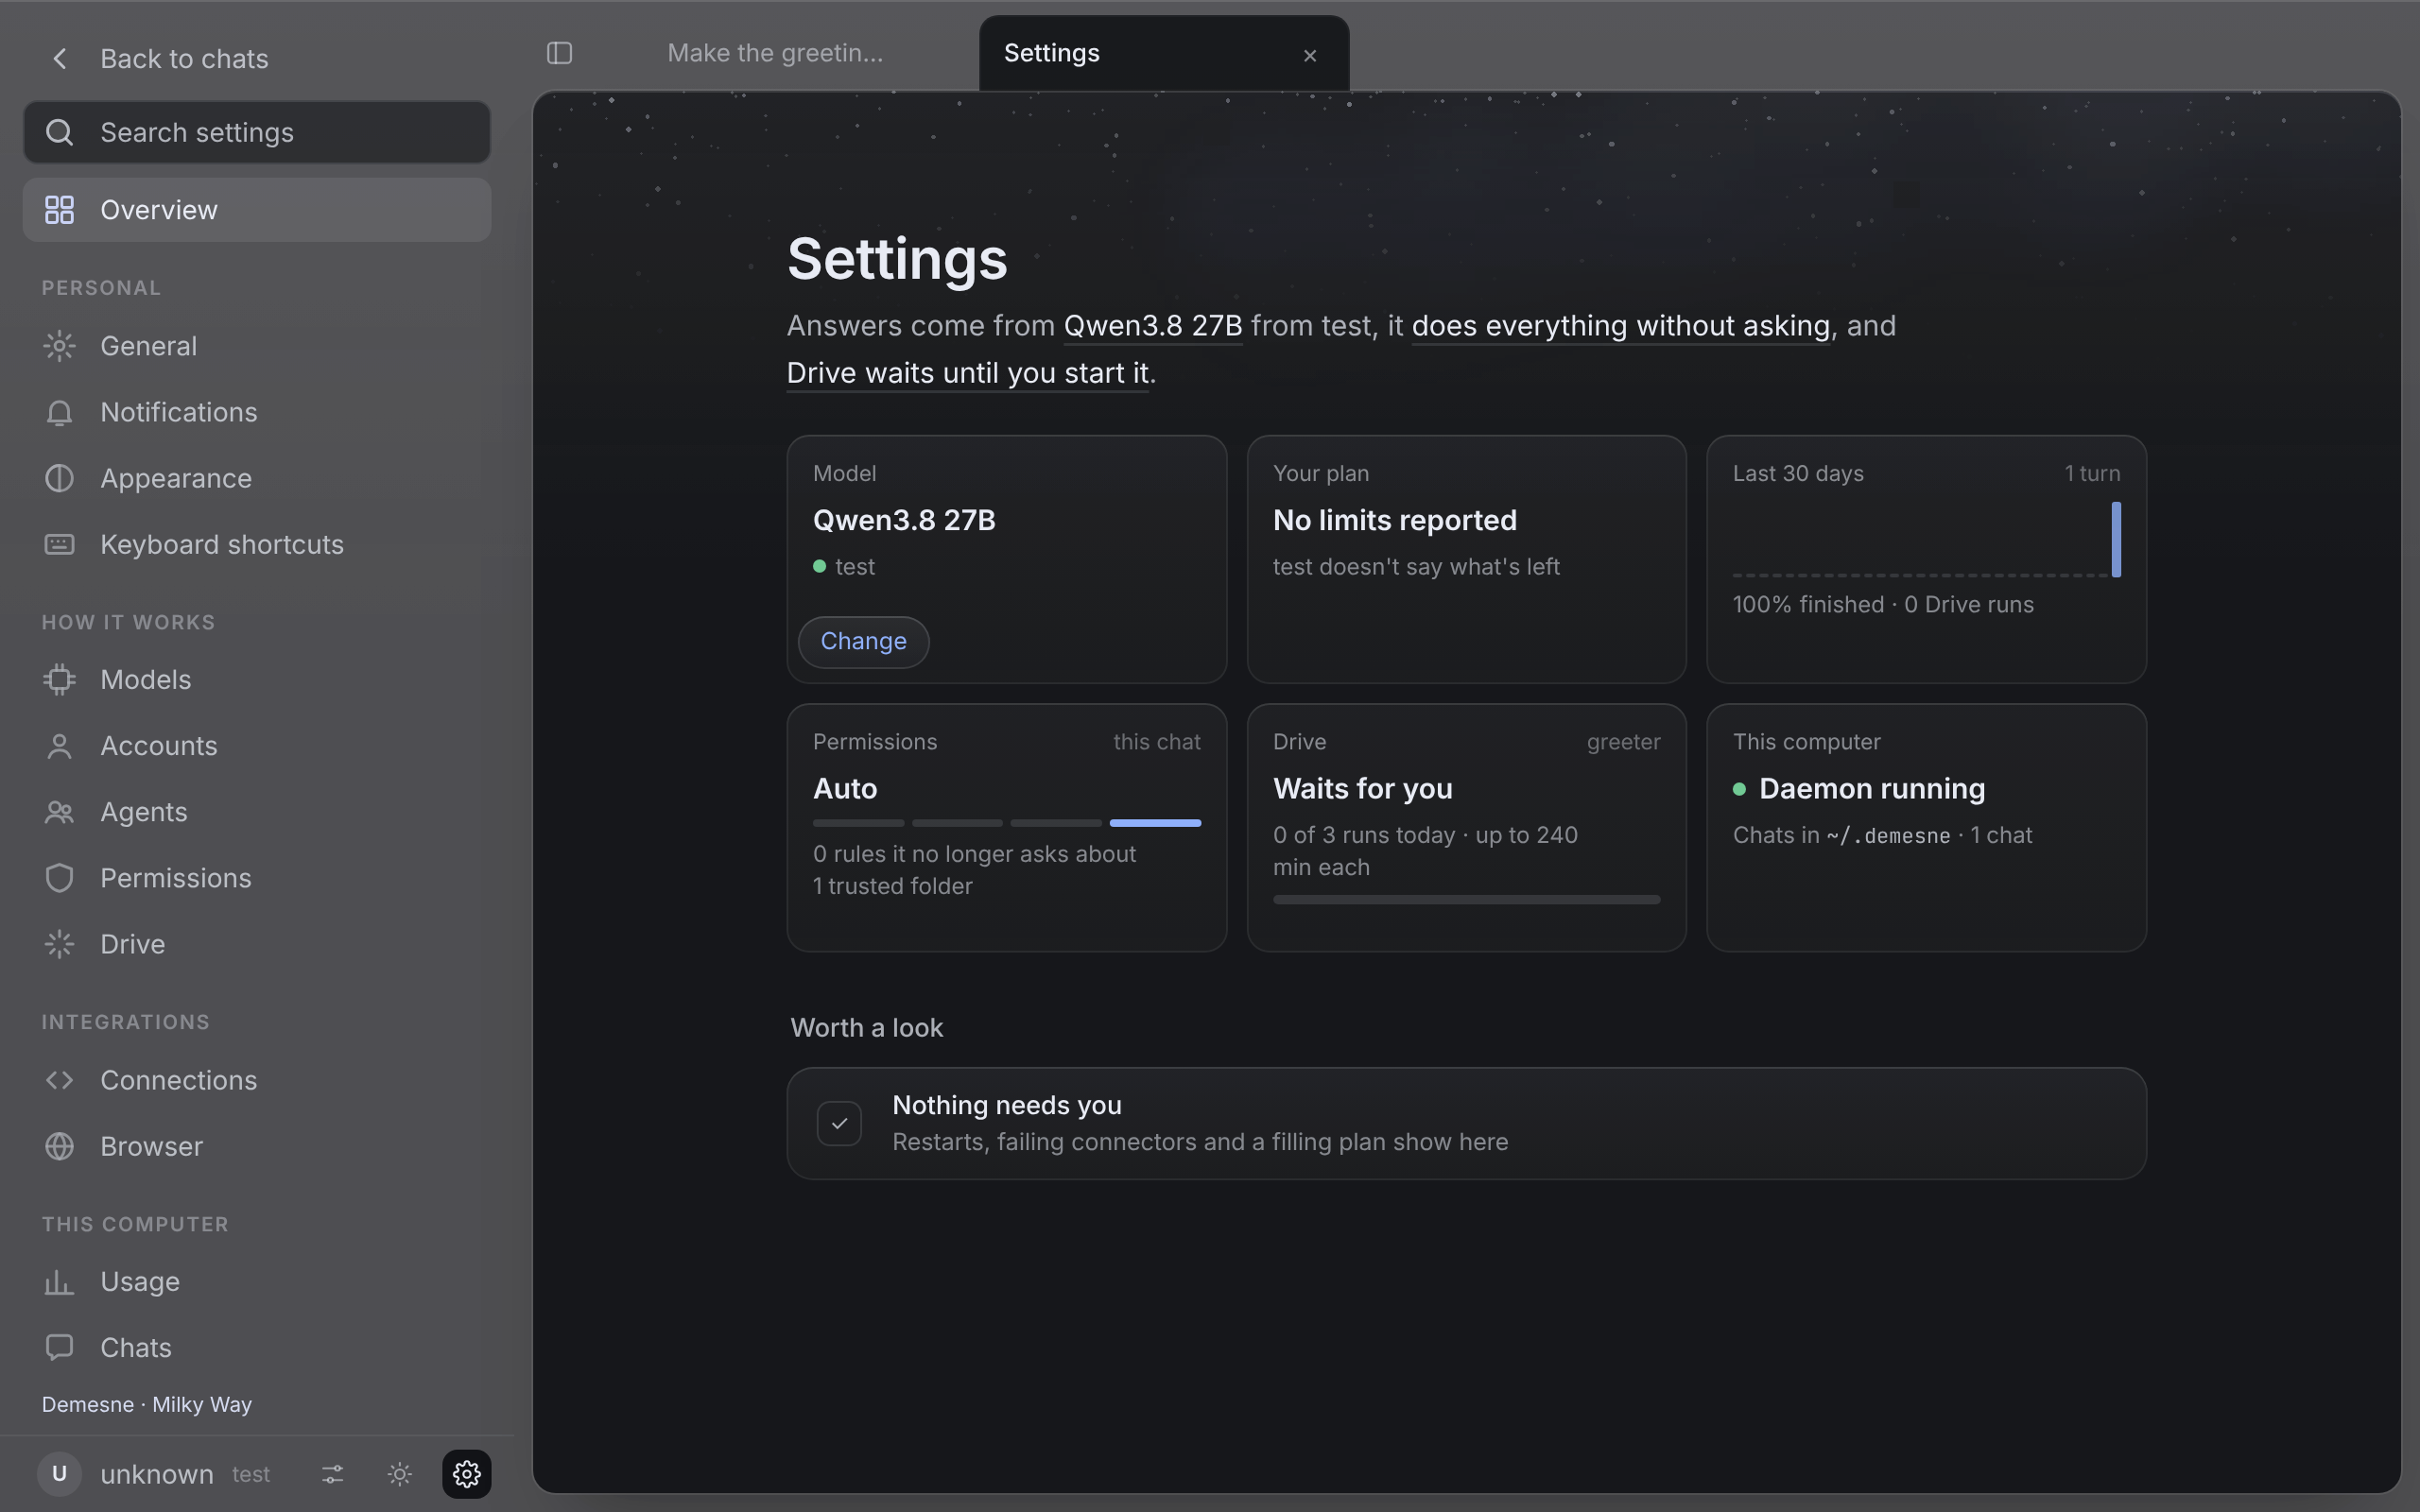 Back to chats
Search settings
Overview
PERSONAL
General
Notifications
Appearance
Keyboard shortcuts
HOW IT WORKS
Models
Accounts
Agents
Permissions
Drive
INTEGRATIONS
Connections
Browser
THIS COMPUTER
Usage
Chats
Demesne · Milky Way
U unknown test
Make the greetin...
Settings
Settings
Answers come from Qwen3.8 27B from test, it does everything without asking, and
Drive waits until you start it.
Model
Qwen3.8 27B
test
Change
Your plan
No limits reported
test doesn't say what's left
Last 30 days 1 turn
100% finished · 0 Drive runs
Permissions this chat
Auto
0 rules it no longer asks about
1 trusted folder
Drive greeter
Waits for you
0 of 3 runs today · up to 240
min each
This computer
Daemon running
Chats in ~/.demesne · 1 chat
Worth a look
Nothing needs you
Restarts, failing connectors and a filling plan show here